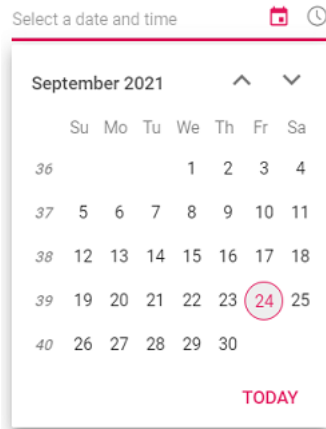 Select a date and time
September 2021
Su Mo Tu We Th Fr Sa
36 1 2 3 4
37 5 6 7 8 9 10 11
38 12 13 14 15 16 17 18
39 19 20 21 22 23 24 25
40 26 27 28 29 30
TODAY